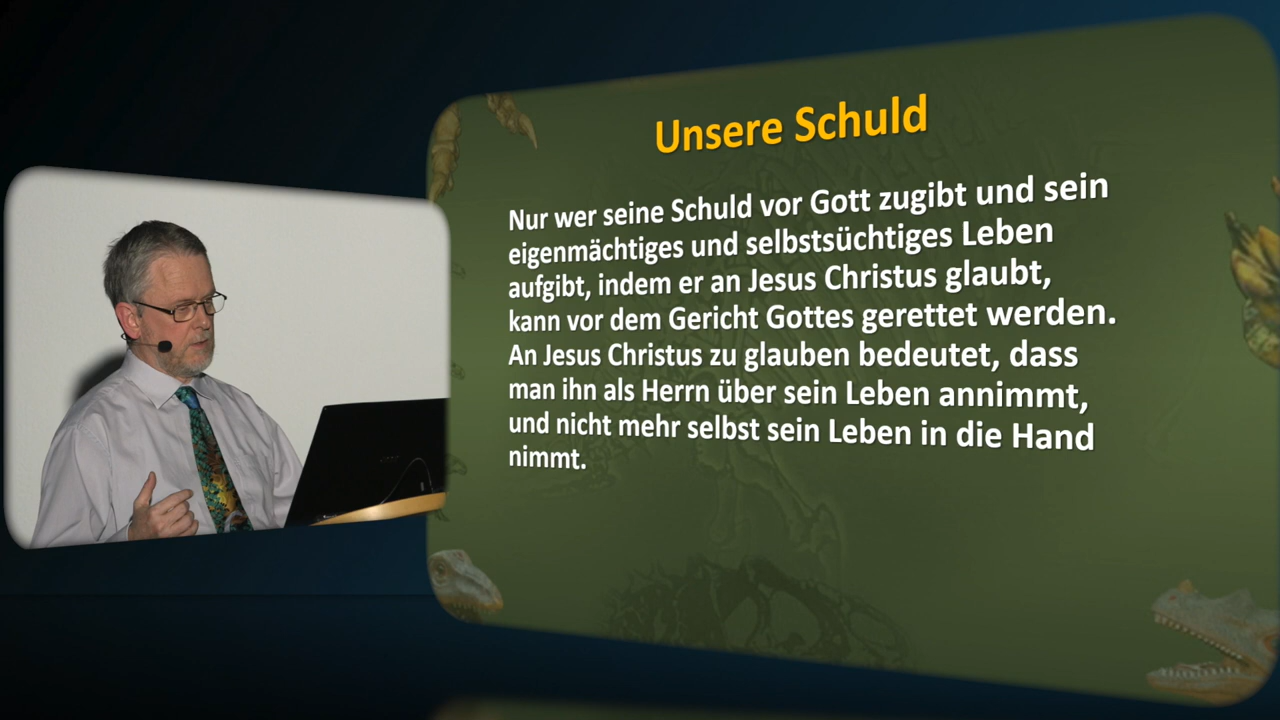 Unsere Schuld
Nur wer seine Schuld vor Gott zugibt und sein
eigenmächtiges und selbstsüchtiges Leben
aufgibt, indem er an Jesus Christus glaubt,
kann vor dem Gericht Gottes gerettet werden.
An Jesus Christus zu glauben bedeutet, dass
man ihn als Herrn über sein Leben annimmt,
und nicht mehr selbst sein Leben in die Hand
nimmt.